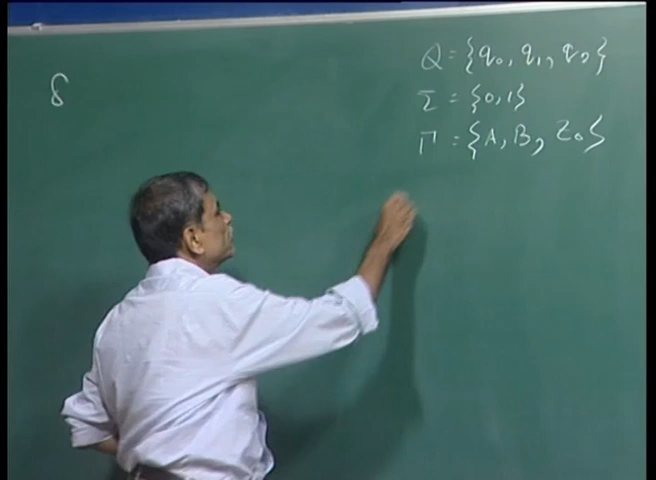 δ
Q = {q₀, q₁, q₂}
Σ = {0, 1}
Γ = {A, B, Z₀}